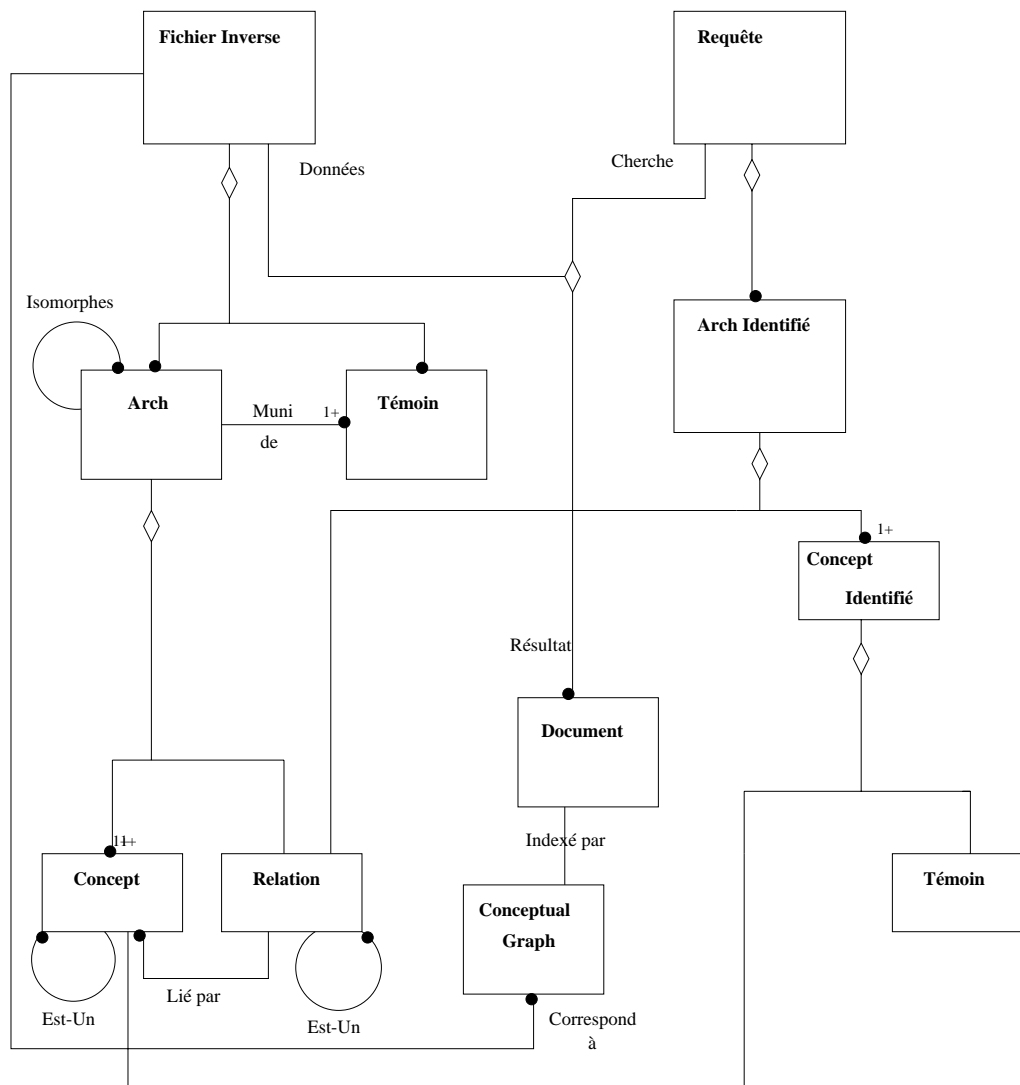 Fichier Inverse
Requête
Données
Cherche
Isomorphes
Arch Identifié
Arch
Muni
de
1+
Témoin
1+
Concept
Identifié
Résultat
Document
Indexé par
1+
Concept
Relation
Témoin
Conceptual
Graph
Lié par
Est-Un
Est-Un
Correspond
à